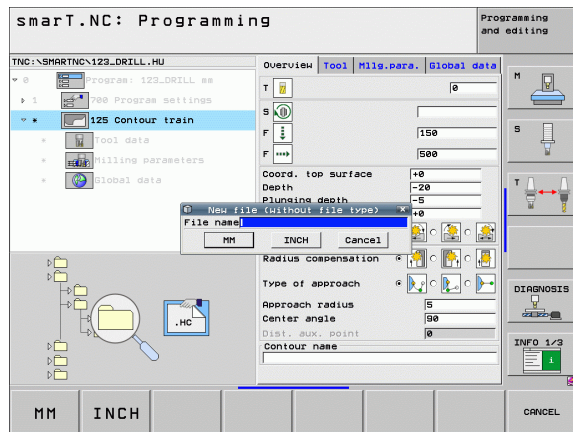 smarT.NC: Programming
Programming
and editing
TNC:\SMARTNC\123_DRILL.HU
Overview Tool Mllg.para. Global data
0 Program: 123_DRILL mm
1 700 Program settings
* 125 Contour train
* Tool data
* Milling parameters
* Global data
T 0
S
F 150
F 500
Coord. top surface +0
Depth -20
Plunging depth -5
+0
New file (without file type)
File name
MM INCH Cancel
Radius compensation
Type of approach
Approach radius 5
Center angle 90
Dist. aux. point 0
Contour name
.HC
M
S
T
DIAGNOSIS
INFO 1/3
MM INCH CANCEL